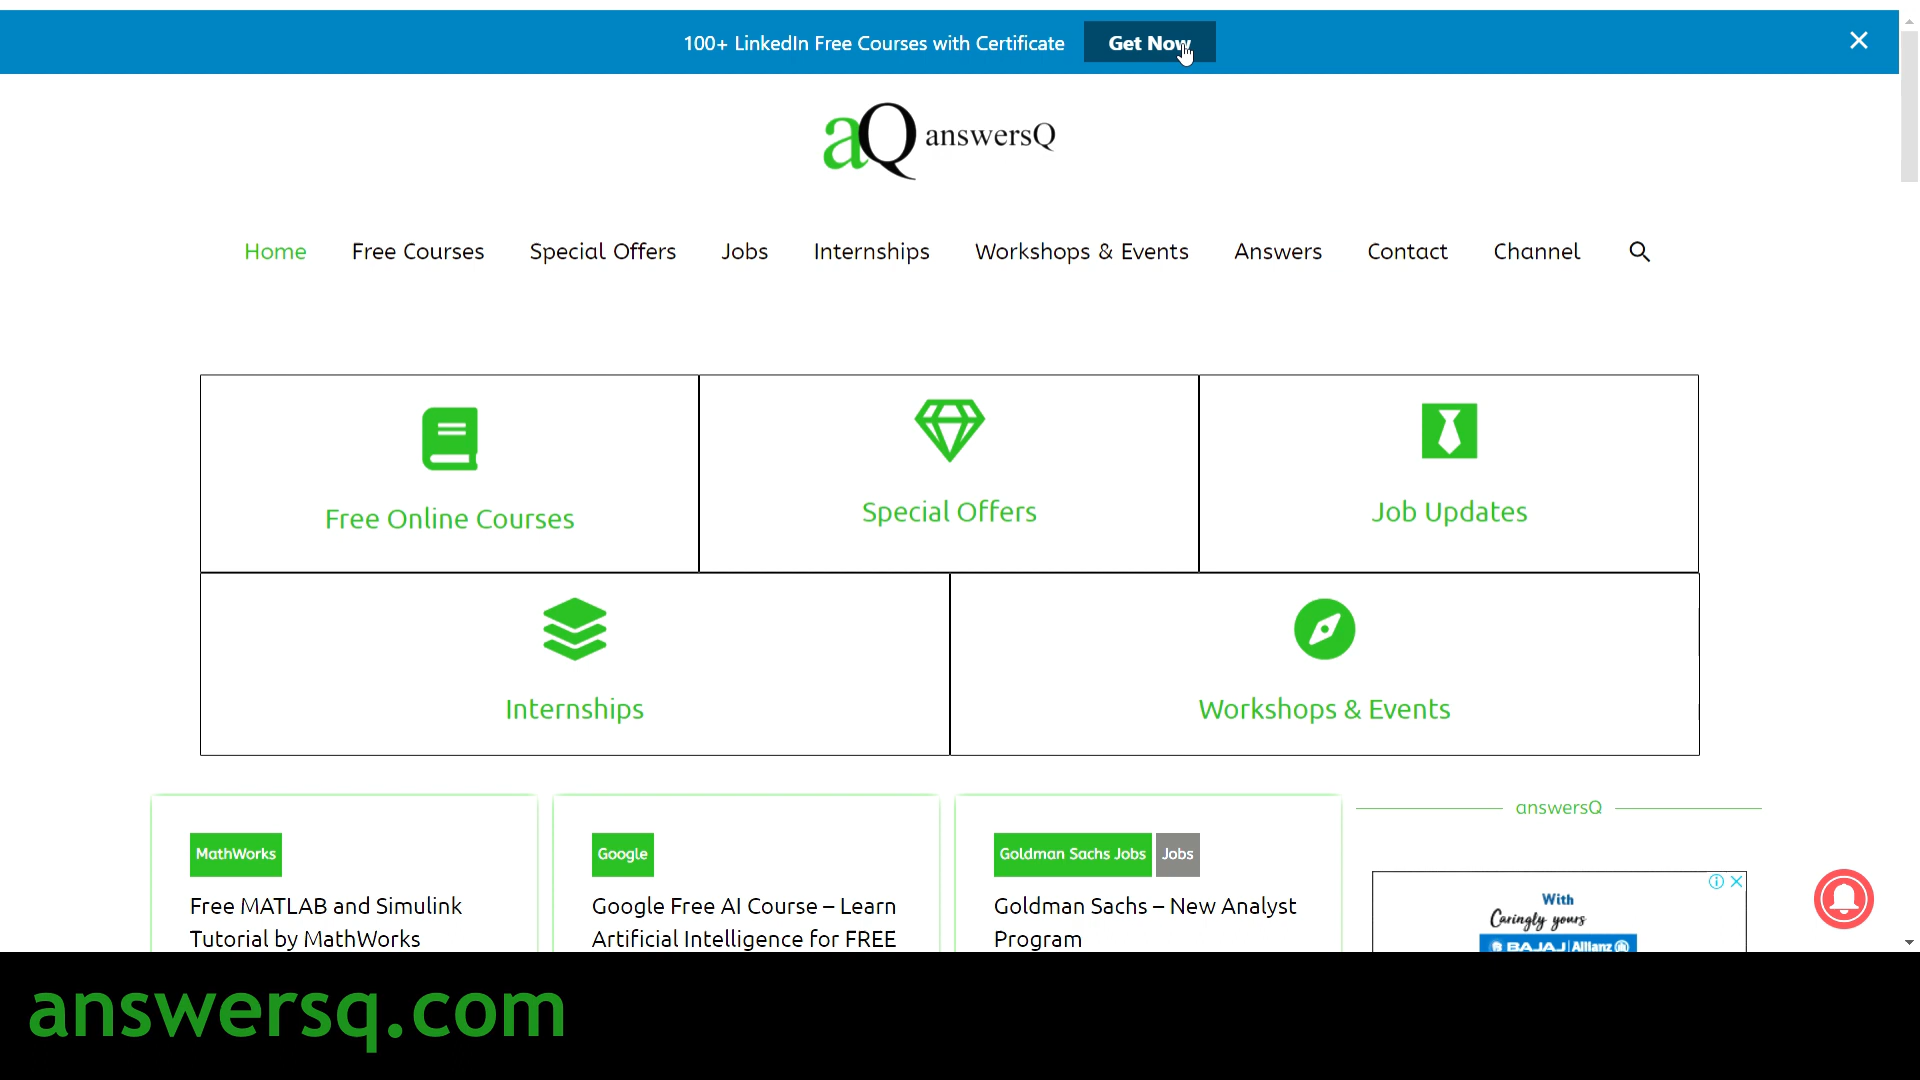 100+ LinkedIn Free Courses with Certificate Get Now
aQ answersQ
Home Free Courses Special Offers Jobs Internships Workshops & Events Answers Contact Channel
Free Online Courses
Special Offers
Job Updates
Internships
Workshops & Events
MathWorks
Free MATLAB and Simulink
Tutorial by MathWorks
Google
Google Free AI Course – Learn
Artificial Intelligence for FREE
Goldman Sachs Jobs Jobs
Goldman Sachs – New Analyst
Program
answersQ
With
Caringly yours
BAJAJ Allianz
answersq.com